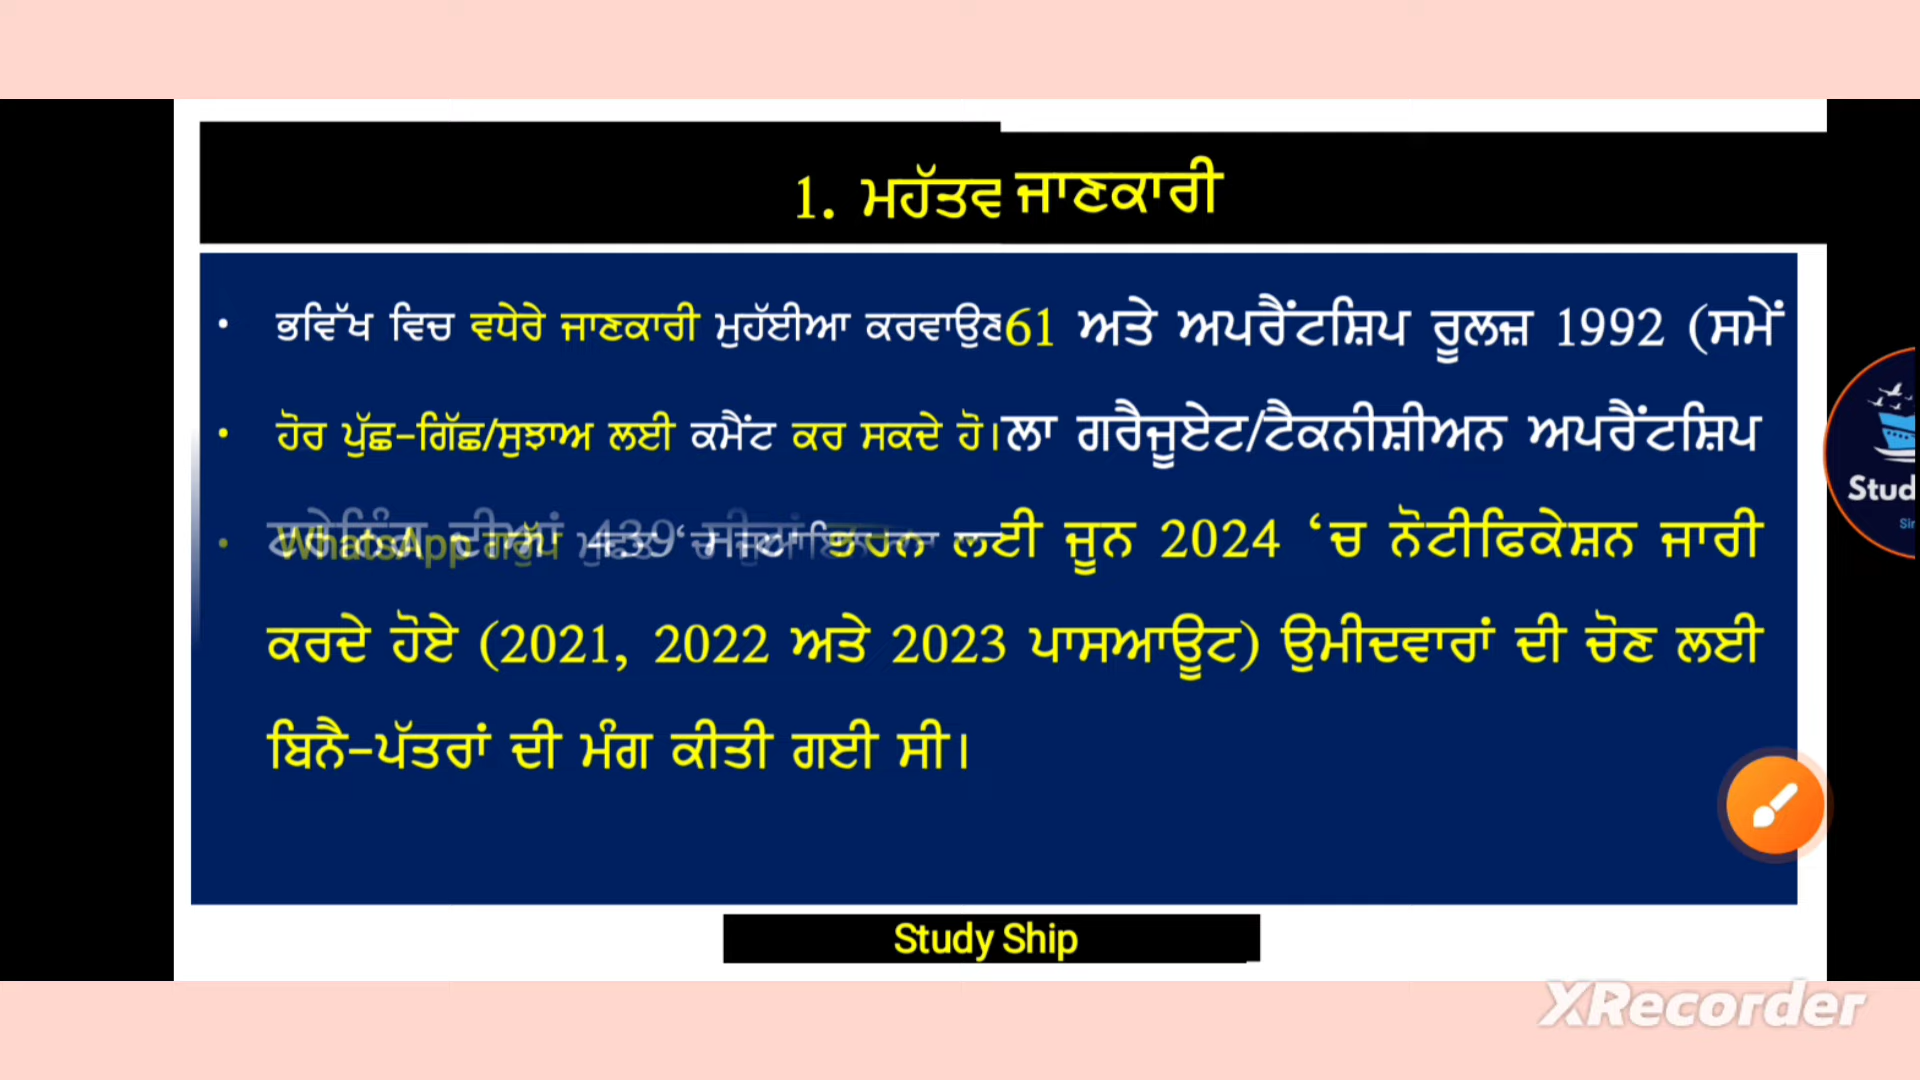 1. ਮਹੱਤਵ ਜਾਣਕਾਰੀ
• ਭਵਿੱਖ ਵਿਚ ਵਧੇਰੇ ਜਾਣਕਾਰੀ ਮੁਹੱਈਆ ਕਰਵਾਉਣ61 ਅਤੇ ਅਪਰੈਂਟਸ਼ਿਪ ਰੂਲਜ਼ 1992 (ਸਮੇਂ
• ਹੋਰ ਪੁੱਛ-ਗਿੱਛ/ਸੁਝਾਅ ਲਈ ਕਮੈਂਟ ਕਰ ਸਕਦੇ ਹੋ।ਲਾ ਗਰੈਜੂਏਟ/ਟੈਕਨੀਸ਼ੀਅਨ ਅਪਰੈਂਟਸ਼ਿਪ
• WhatsApp 439 ਜੂਨ 2024 ‘ਚ ਨੋਟੀਫਿਕੇਸ਼ਨ ਜਾਰੀ
ਕਰਦੇ ਹੋਏ (2021, 2022 ਅਤੇ 2023 ਪਾਸਆਊਟ) ਉਮੀਦਵਾਰਾਂ ਦੀ ਚੋਣ ਲਈ
ਬਿਨੈ-ਪੱਤਰਾਂ ਦੀ ਮੰਗ ਕੀਤੀ ਗਈ ਸੀ।
Stud
Study Ship
XRecorder